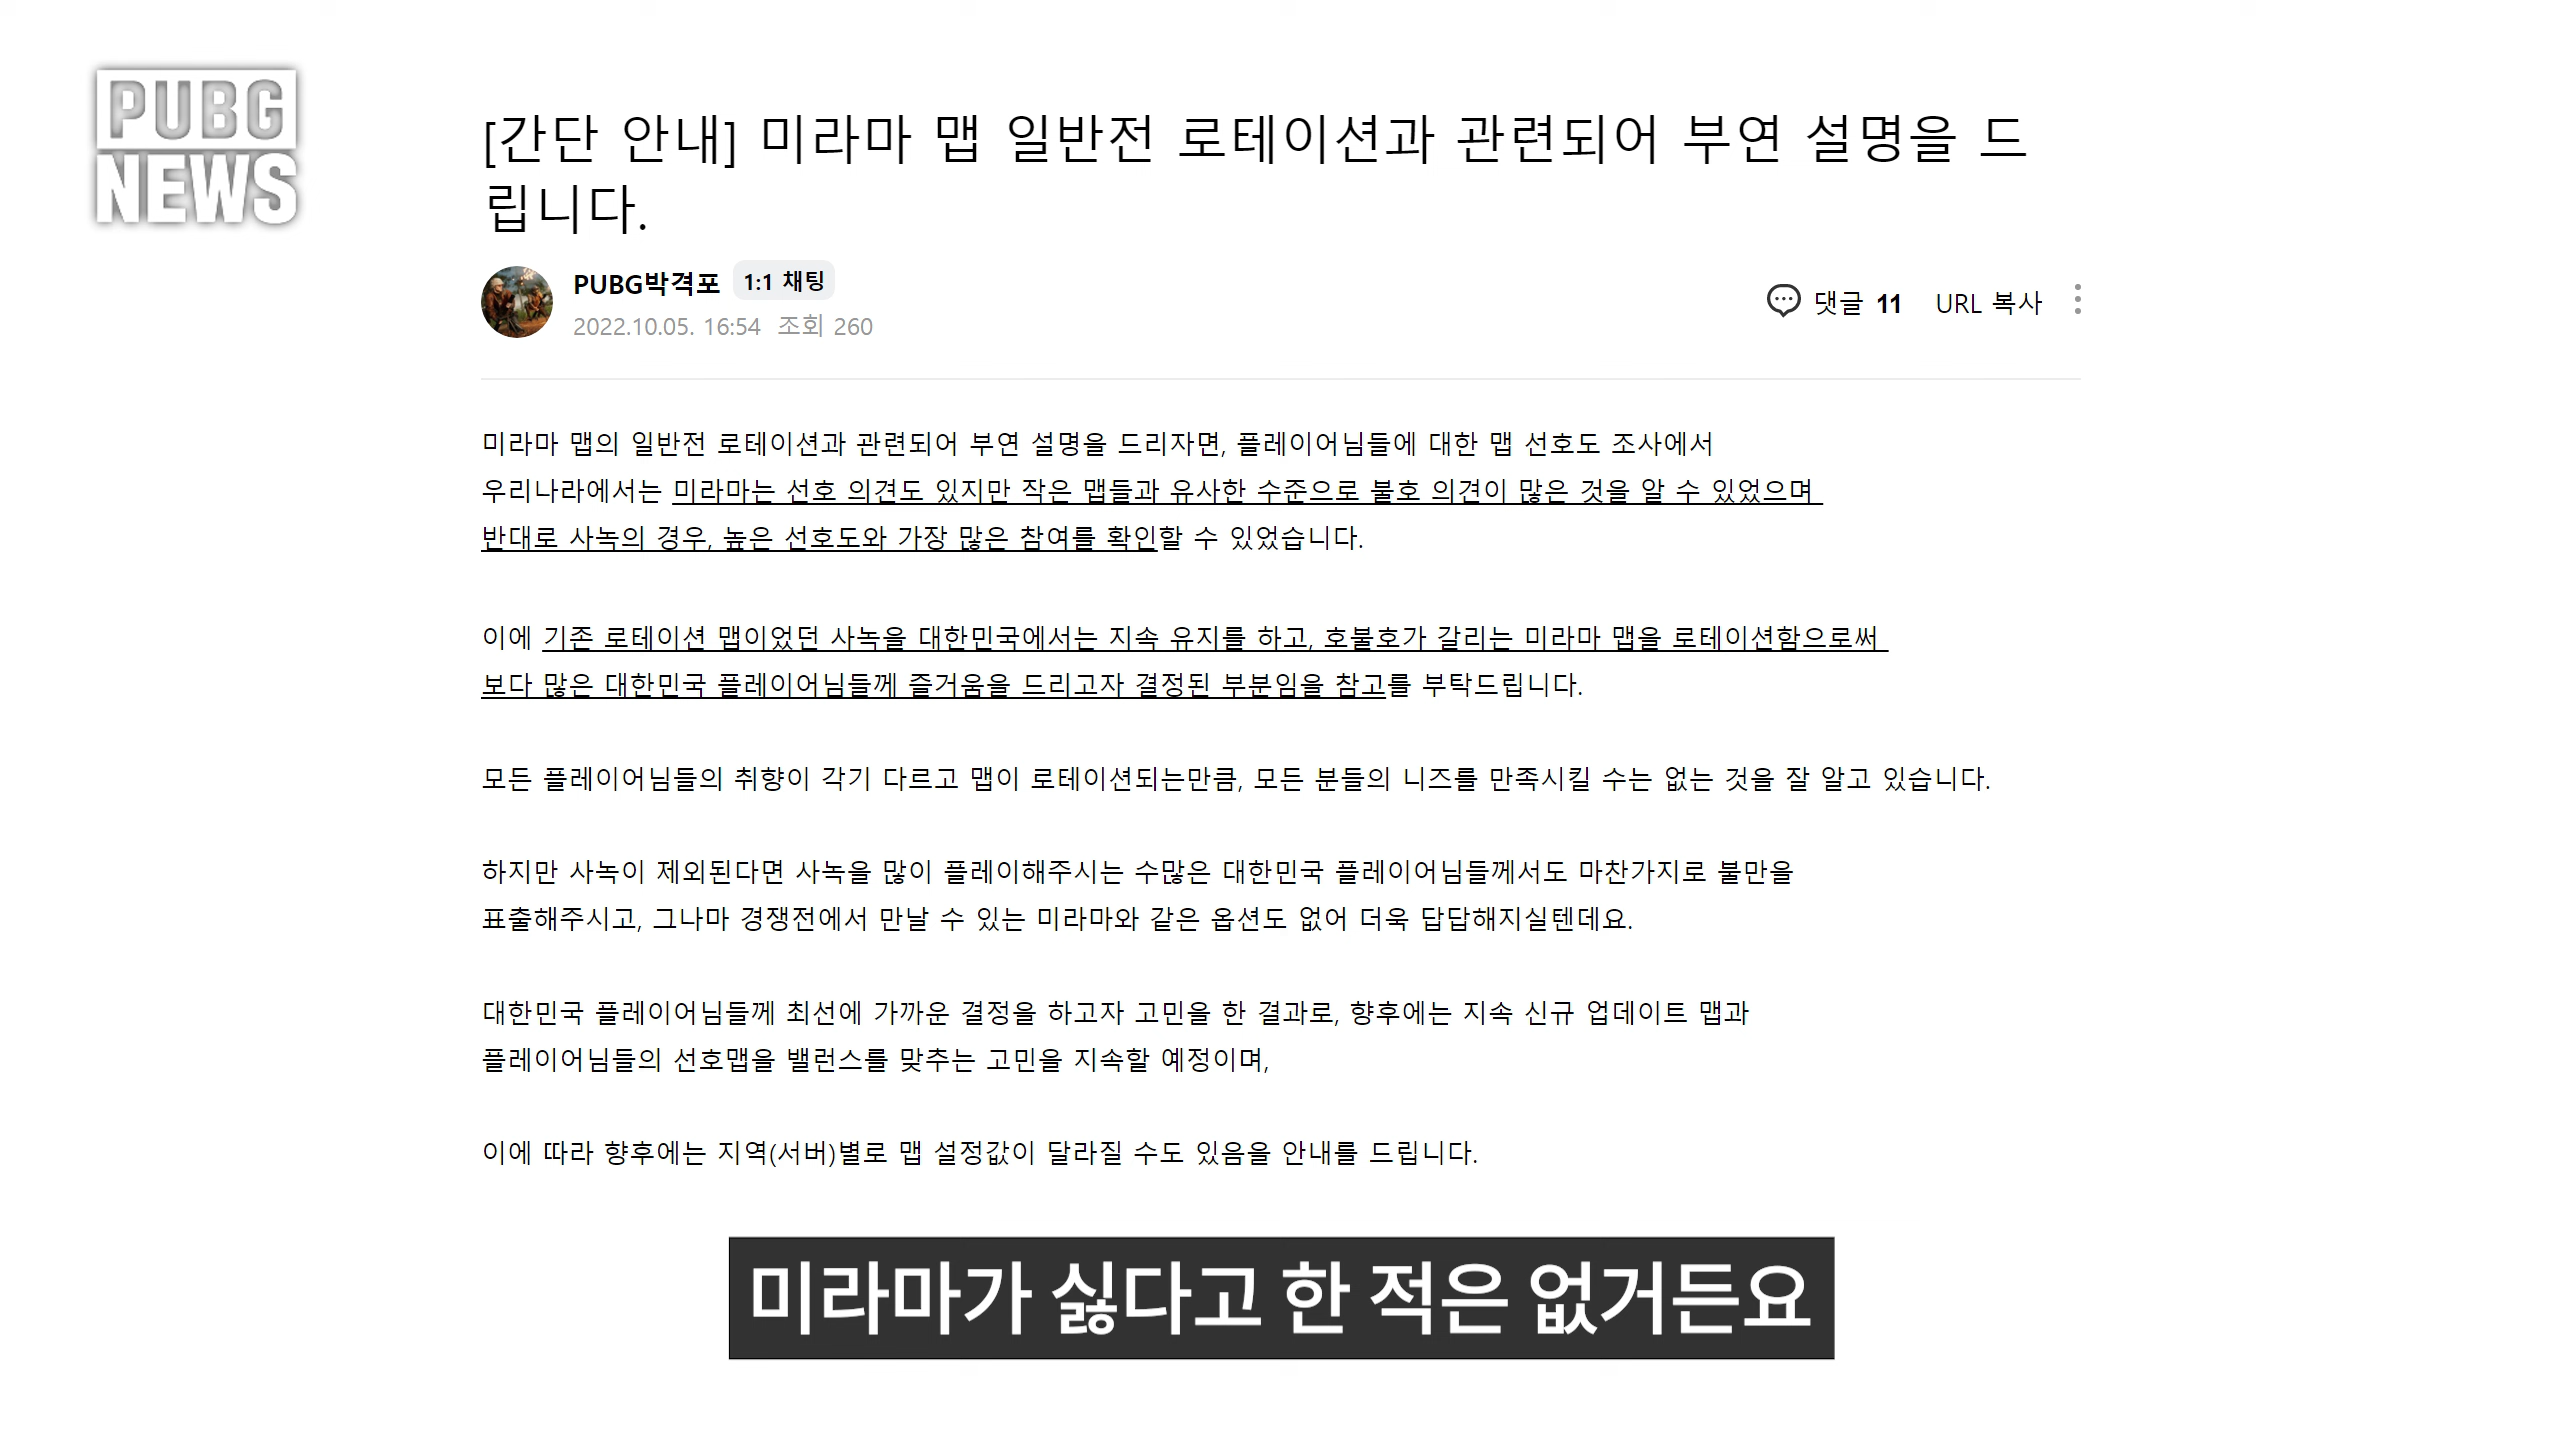 PUBG
NEWS
[간단 안내] 미라마 맵 일반전 로테이션과 관련되어 부연 설명을 드
립니다.
PUBG박격포 1:1 채팅
2022.10.05. 16:54 조회 260
댓글 11 URL 복사
미라마 맵의 일반전 로테이션과 관련되어 부연 설명을 드리자면, 플레이어님들에 대한 맵 선호도 조사에서
우리나라에서는 미라마는 선호 의견도 있지만 작은 맵들과 유사한 수준으로 불호 의견이 많은 것을 알 수 있었으며
반대로 사녹의 경우, 높은 선호도와 가장 많은 참여를 확인할 수 있었습니다.
이에 기존 로테이션 맵이었던 사녹을 대한민국에서는 지속 유지를 하고, 호불호가 갈리는 미라마 맵을 로테이션함으로써
보다 많은 대한민국 플레이어님들께 즐거움을 드리고자 결정된 부분임을 참고를 부탁드립니다.
모든 플레이어님들의 취향이 각기 다르고 맵이 로테이션되는만큼, 모든 분들의 니즈를 만족시킬 수는 없는 것을 잘 알고 있습니다.
하지만 사녹이 제외된다면 사녹을 많이 플레이해주시는 수많은 대한민국 플레이어님들께서도 마찬가지로 불만을
표출해주시고, 그나마 경쟁전에서 만날 수 있는 미라마와 같은 옵션도 없어 더욱 답답해지실텐데요.
대한민국 플레이어님들께 최선에 가까운 결정을 하고자 고민을 한 결과로, 향후에는 지속 신규 업데이트 맵과
플레이어님들의 선호맵을 밸런스를 맞추는 고민을 지속할 예정이며,
이에 따라 향후에는 지역(서버)별로 맵 설정값이 달라질 수도 있음을 안내를 드립니다.
미라마가 싫다고 한 적은 없거든요